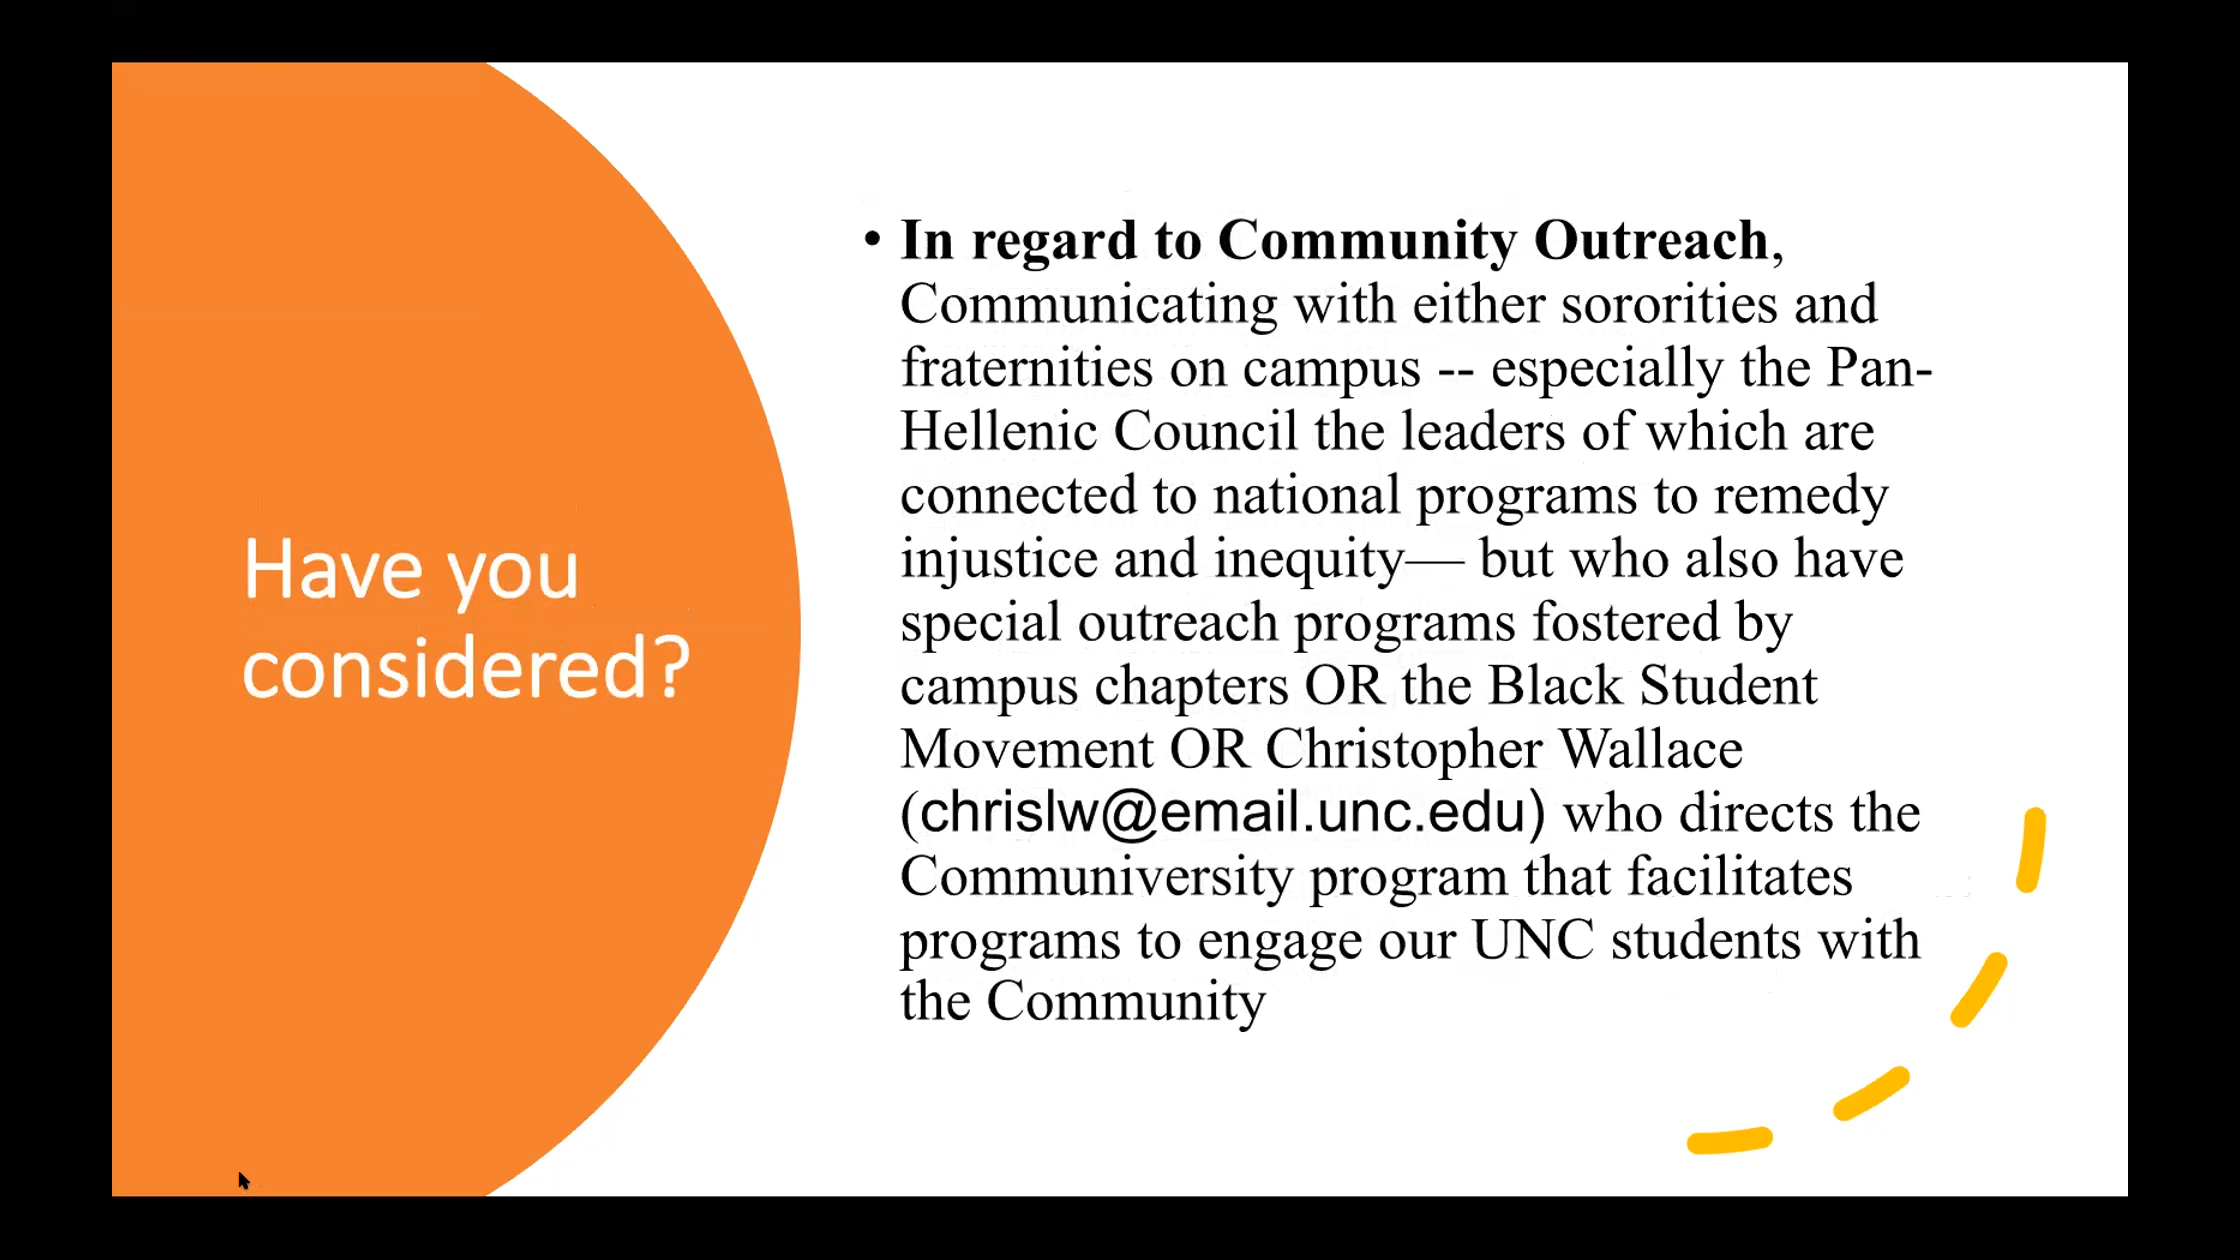 Have you
considered?
• In regard to Community Outreach,
Communicating with either sororities and
fraternities on campus -- especially the Pan-
Hellenic Council the leaders of which are
connected to national programs to remedy
injustice and inequity— but who also have
special outreach programs fostered by
campus chapters OR the Black Student
Movement OR Christopher Wallace
(chrislw@email.unc.edu) who directs the
Communiversity program that facilitates
programs to engage our UNC students with
the Community